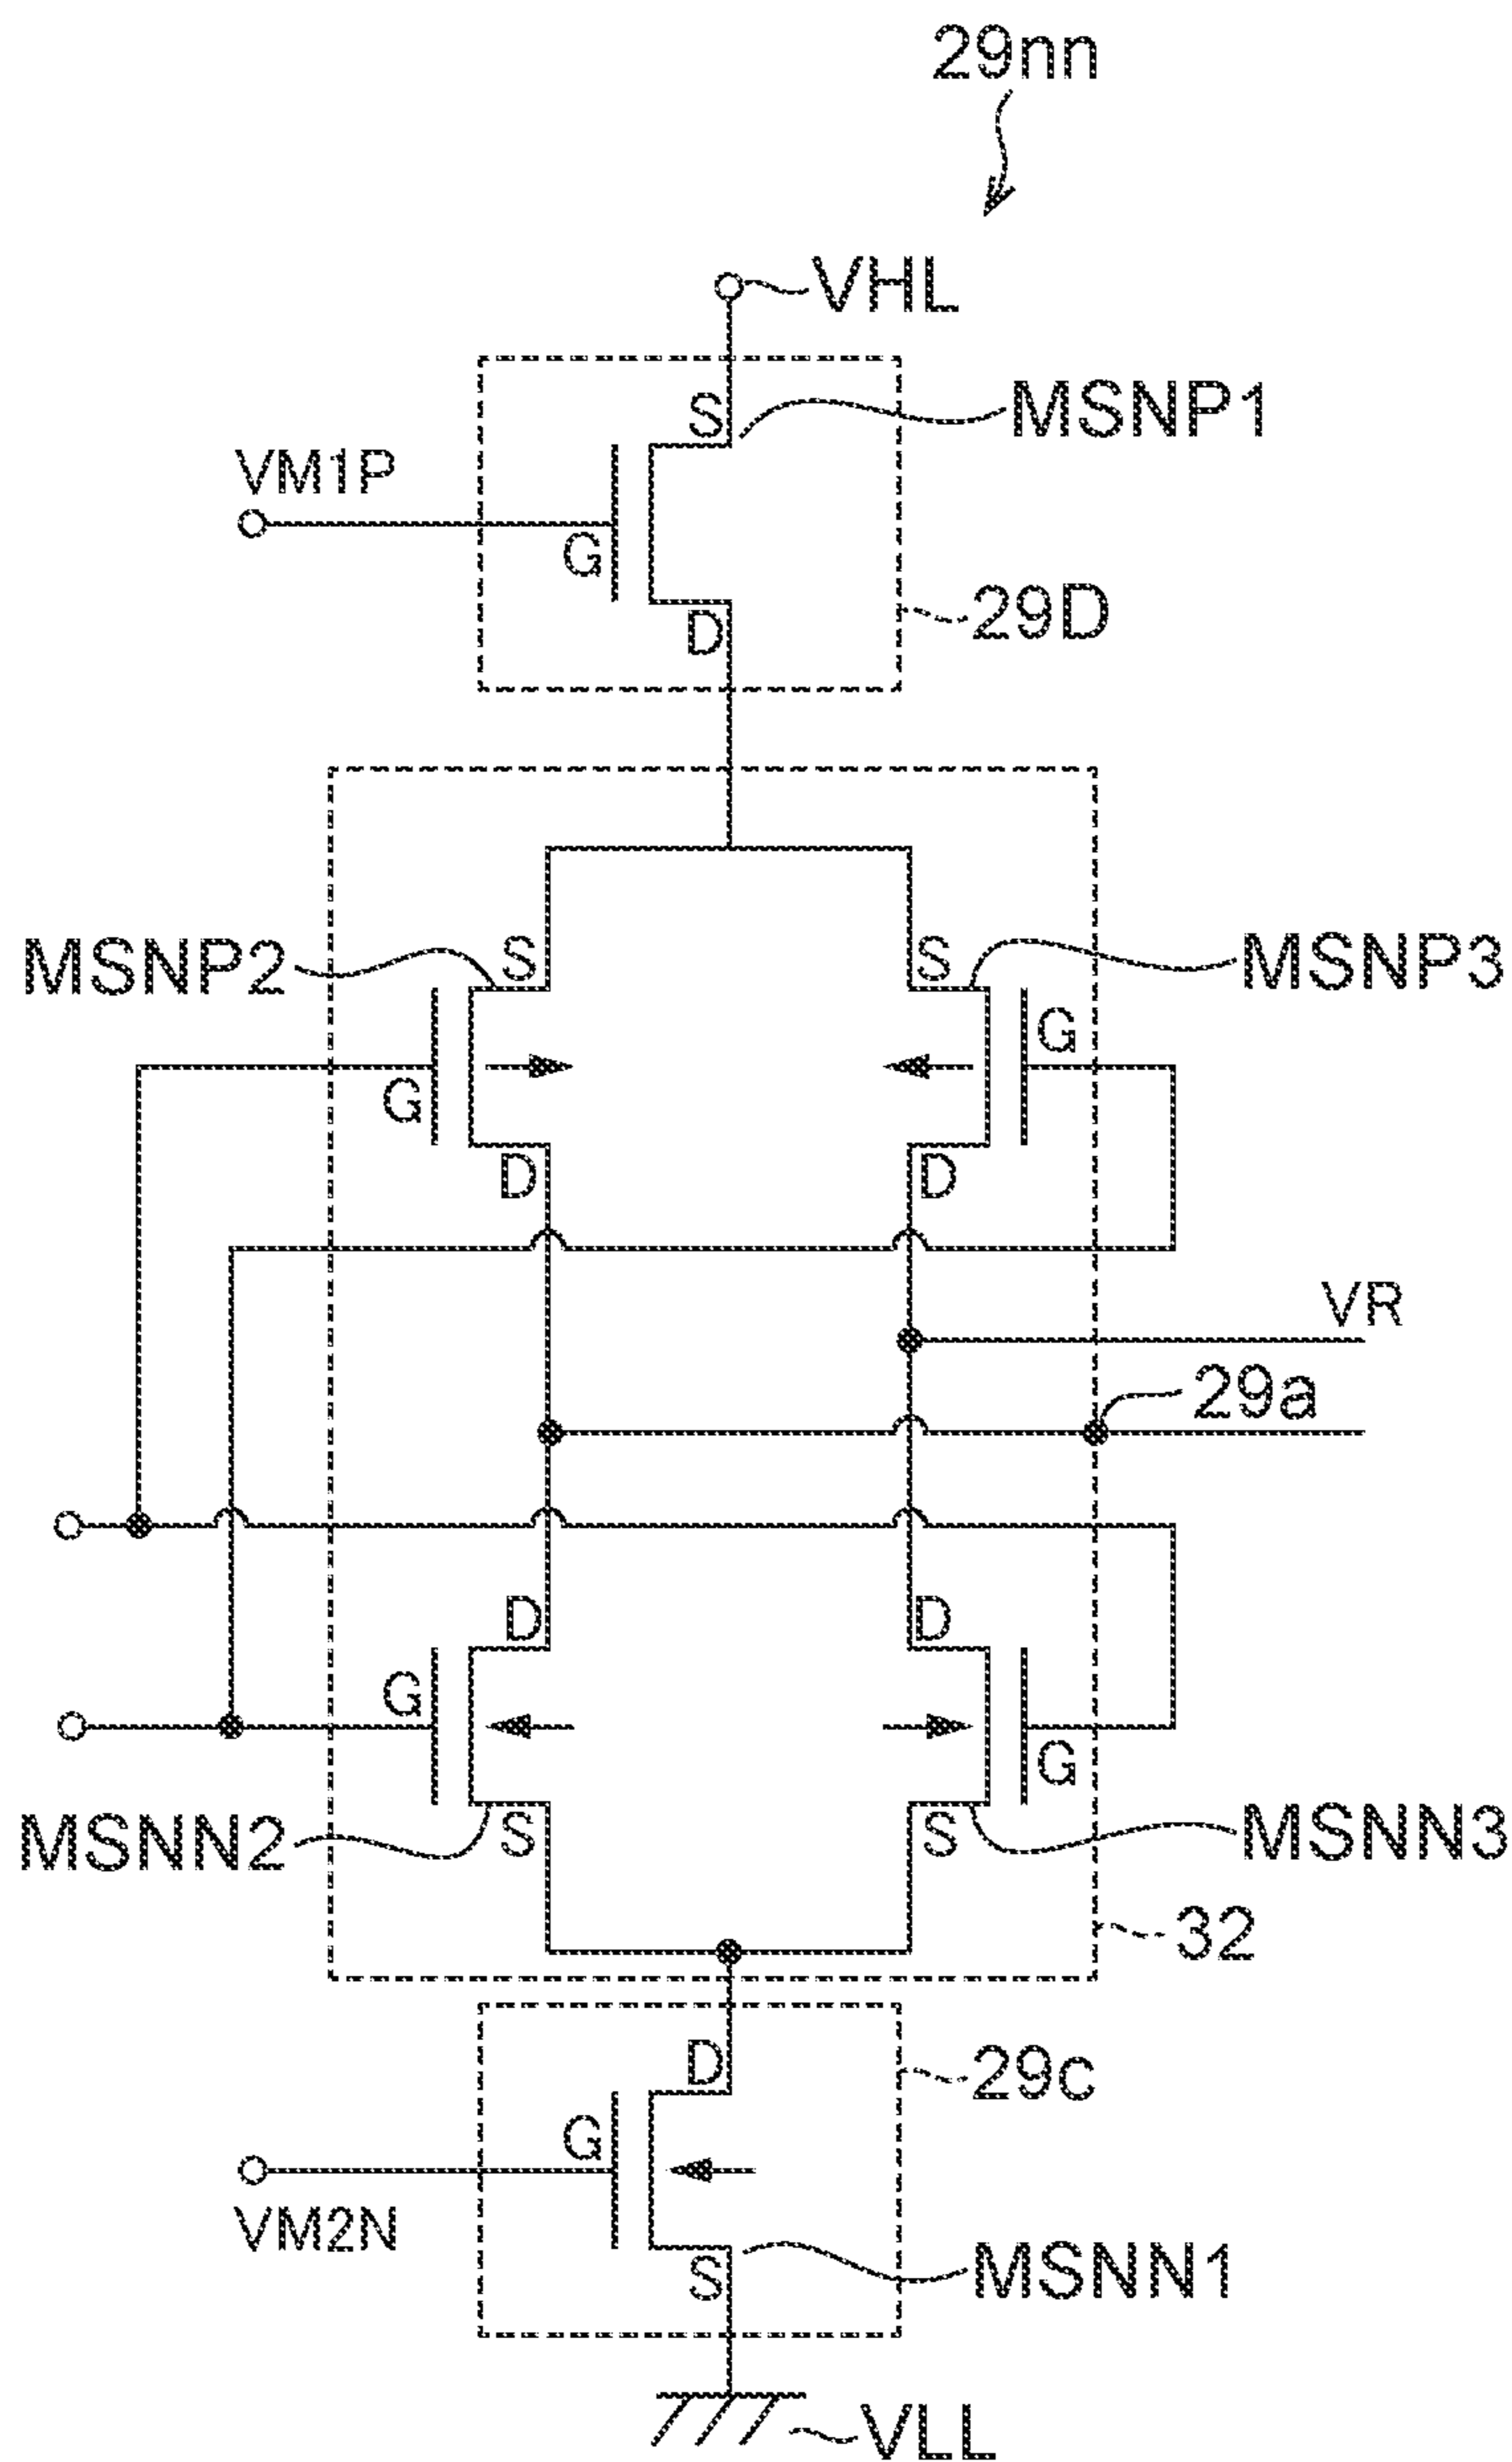 29nn
VHL
S
MSNP1
VM1P
G
D
29D
MSNP2
S
S
MSNP3
G
G
D
D
VR
29a
D
D
G
G
MSNN2
S
S
MSNN3
32
D
29c
G
VM2N
S
MSNN1
VLL